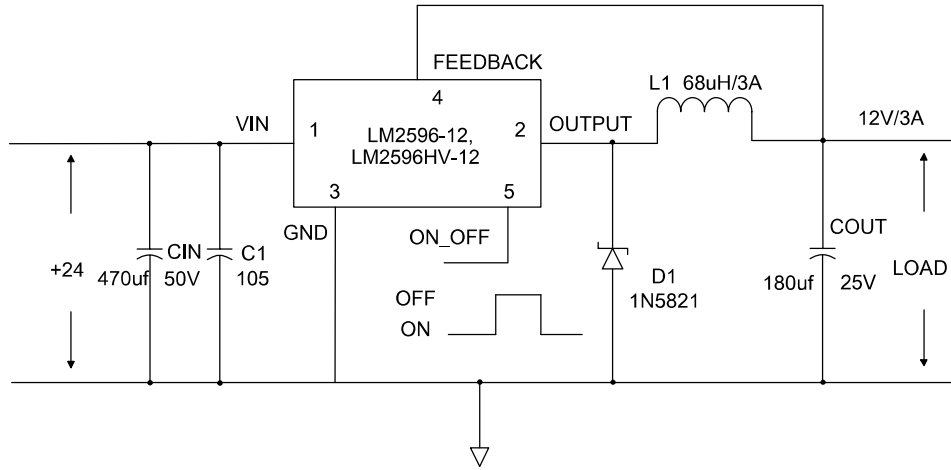 FEEDBACK
4
L1 68uH/3A
VIN
1
LM2596-12,
LM2596HV-12
2
OUTPUT
12V/3A
3
5
GND
ON_OFF
COUT
+24
470uf
CIN
50V
C1
105
D1
1N5821
180uf
25V
LOAD
OFF
ON